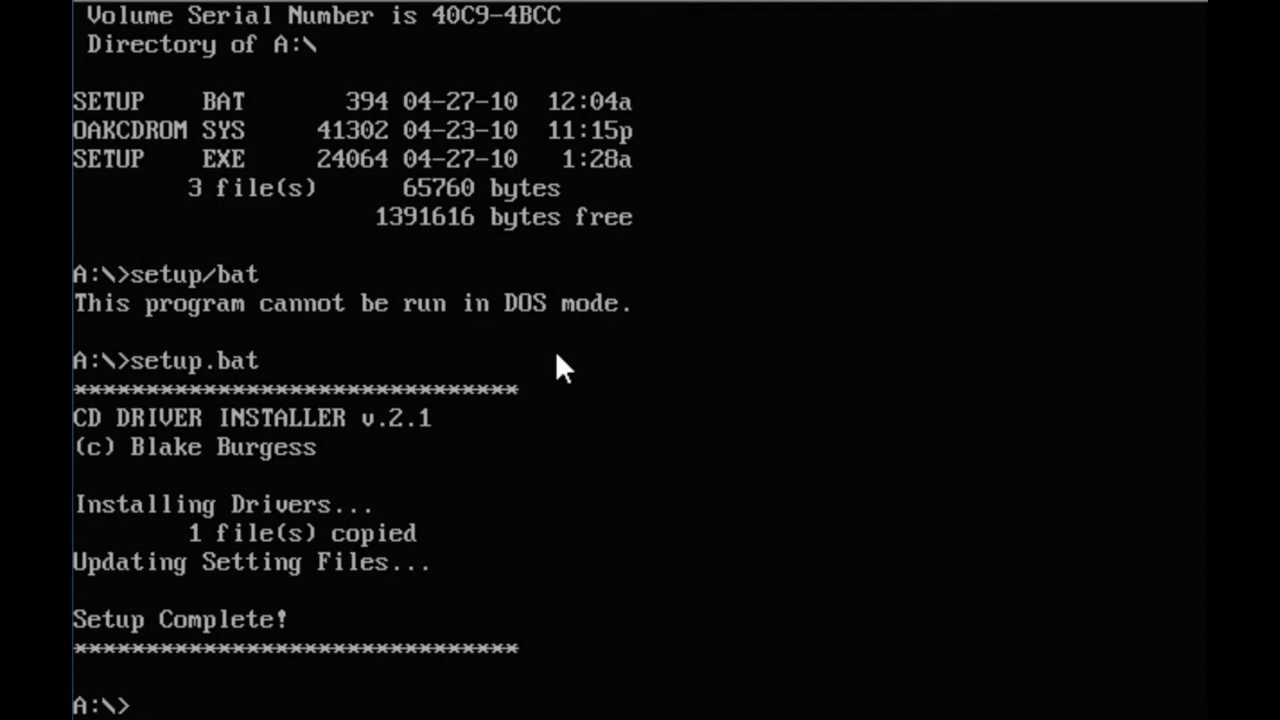 Volume Serial Number is 40C9-4BCC
Directory of A:\
SETUP BAT 394 04-27-10 12:04a
OAKCDROM SYS 41302 04-23-10 11:15p
SETUP EXE 24064 04-27-10 1:28a
3 file(s) 65760 bytes
1391616 bytes free
A:\>setup/bat
This program cannot be run in DOS mode.
A:\>setup.bat
*******************************
CD DRIVER INSTALLER v.2.1
(c) Blake Burgess
Installing Drivers...
1 file(s) copied
Updating Setting Files...
Setup Complete!
*******************************
A:\>